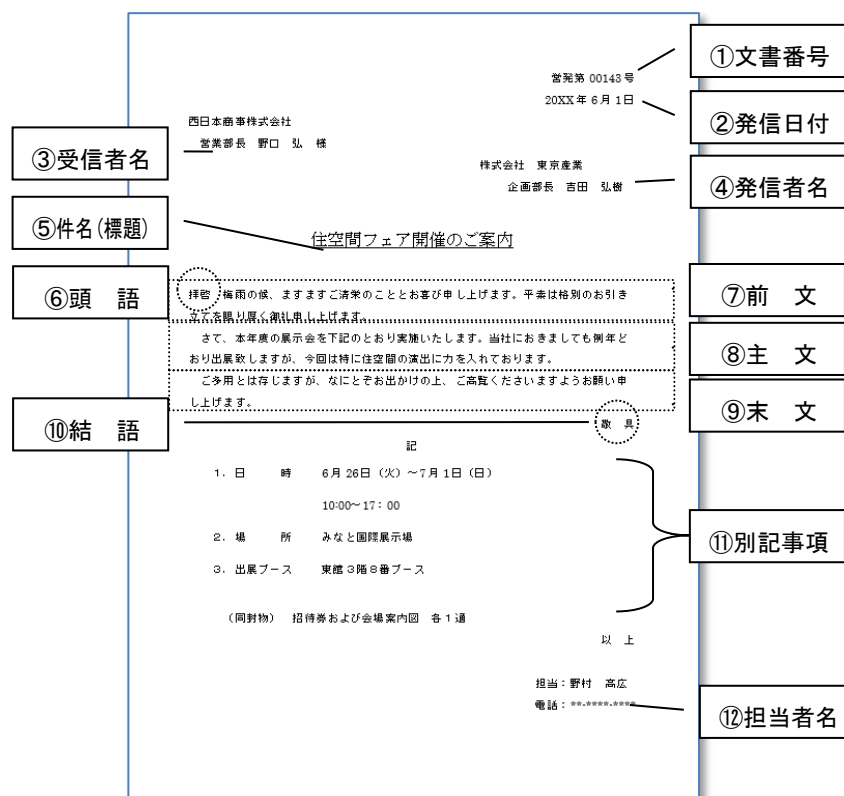 ①文書番号
営発第 00143 号
②発信日付
20XX 年 6 月 1 日
西日本商事株式会社
③受信者名
営業部長 野口 弘 様
株式会社 東京産業
④発信者名
企画部長 吉田 弘樹
⑤件名(標題)
住空間フェア開催のご案内
⑥頭 語
⑦前 文
拝啓 梅雨の候、ますますご清栄のこととお喜び申し上げます。平素は格別のお引き
立てを賜り厚く御礼申し上げます。
⑧主 文
さて、本年度の展示会を下記のとおり実施いたします。当社におきましても例年ど
おり出展致しますが、今回は特に住空間の演出に力を入れております。
⑨末 文
ご多用とは存じますが、なにとぞお出かけの上、ご高覧くださいますようお願い申
し上げます。
⑩結 語
敬 具
記
1. 日 時 6月 26日(火)~7月 1日(日)
10:00~17:00
2. 場 所 みなと国際展示場
⑪別記事項
3. 出展ブース 東館3階8番ブース
(同封物) 招待券および会場案内図 各1通
以 上
担当:野村 高広
電話:**-****-****
⑫担当者名